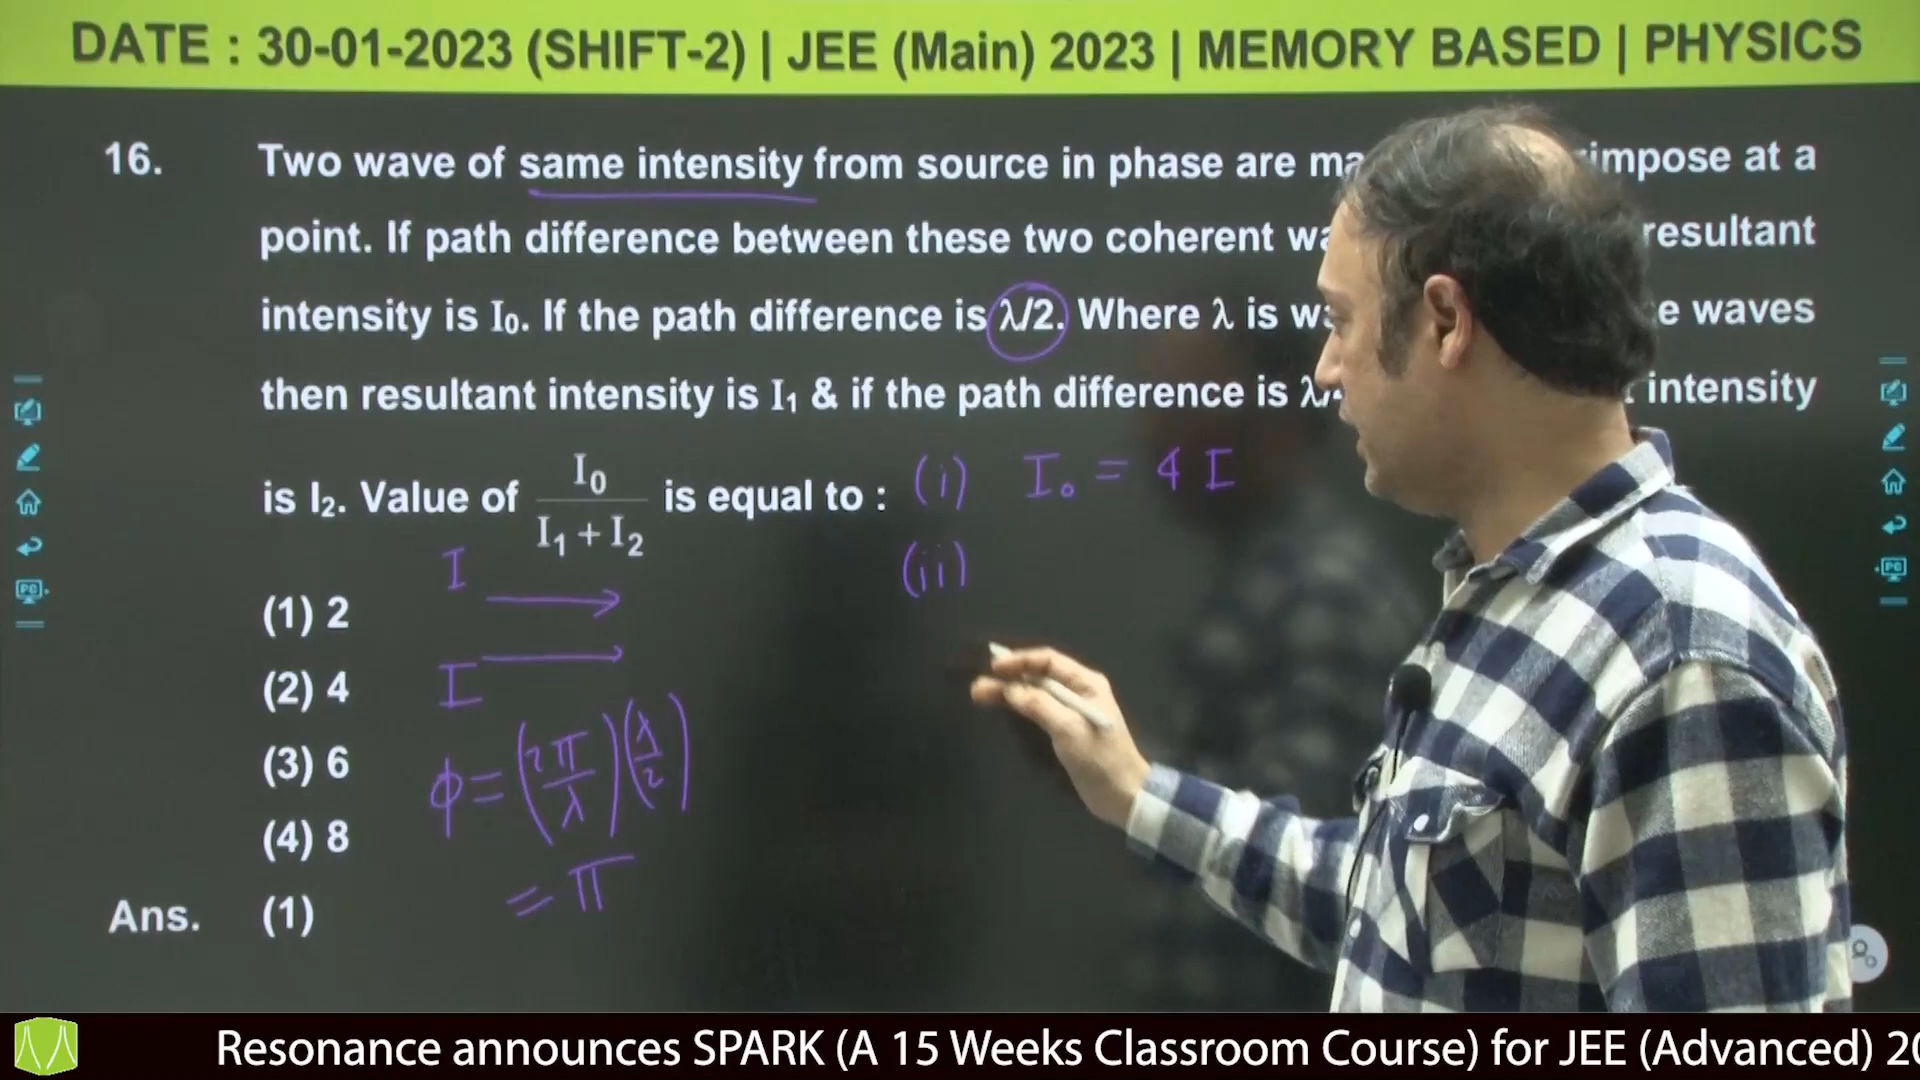 DATE : 30-01-2023 (SHIFT-2) | JEE (Main) 2023 | MEMORY BASED | PHYSICS
16. Two wave of same intensity from source in phase are impose at a
point. If path difference between these two coherent resultant
intensity is I₀. If the path difference is λ/2. Where λ is waves
then resultant intensity is I₁ & if the path difference is intensity
is I₂. Value of I₀ / (I₁ + I₂) is equal to :
(i) I₀ = 4 I
(ii)
I
(1) 2
I
(2) 4
ϕ = (2π/λ)(λ/2)
(3) 6
(4) 8
= π
Ans. (1)
PC
PC
Resonance announces SPARK (A 15 Weeks Classroom Course) for JEE (Advanced)